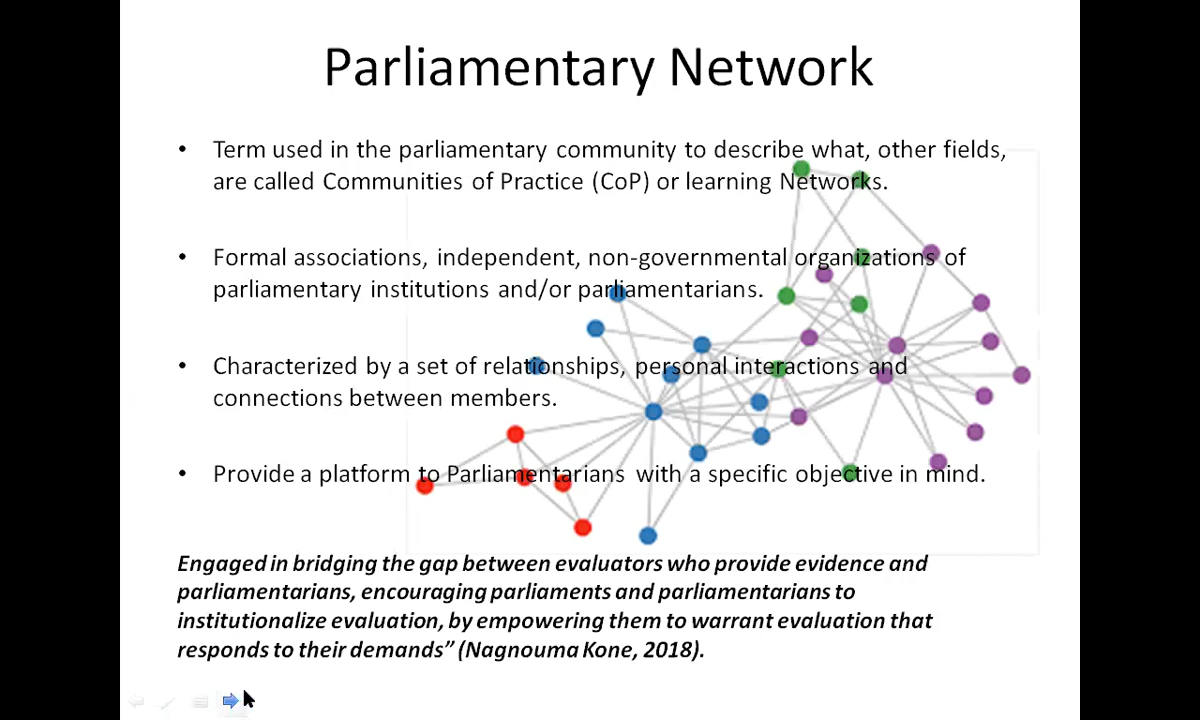 Parliamentary Network
• Term used in the parliamentary community to describe what, other fields,
are called Communities of Practice (CoP) or learning Networks.
• Formal associations, independent, non-governmental organizations of
parliamentary institutions and/or parliamentarians.
• Characterized by a set of relationships, personal interactions and
connections between members.
• Provide a platform to Parliamentarians with a specific objective in mind.
Engaged in bridging the gap between evaluators who provide evidence and
parliamentarians, encouraging parliaments and parliamentarians to
institutionalize evaluation, by empowering them to warrant evaluation that
responds to their demands” (Nagnouma Kone, 2018).